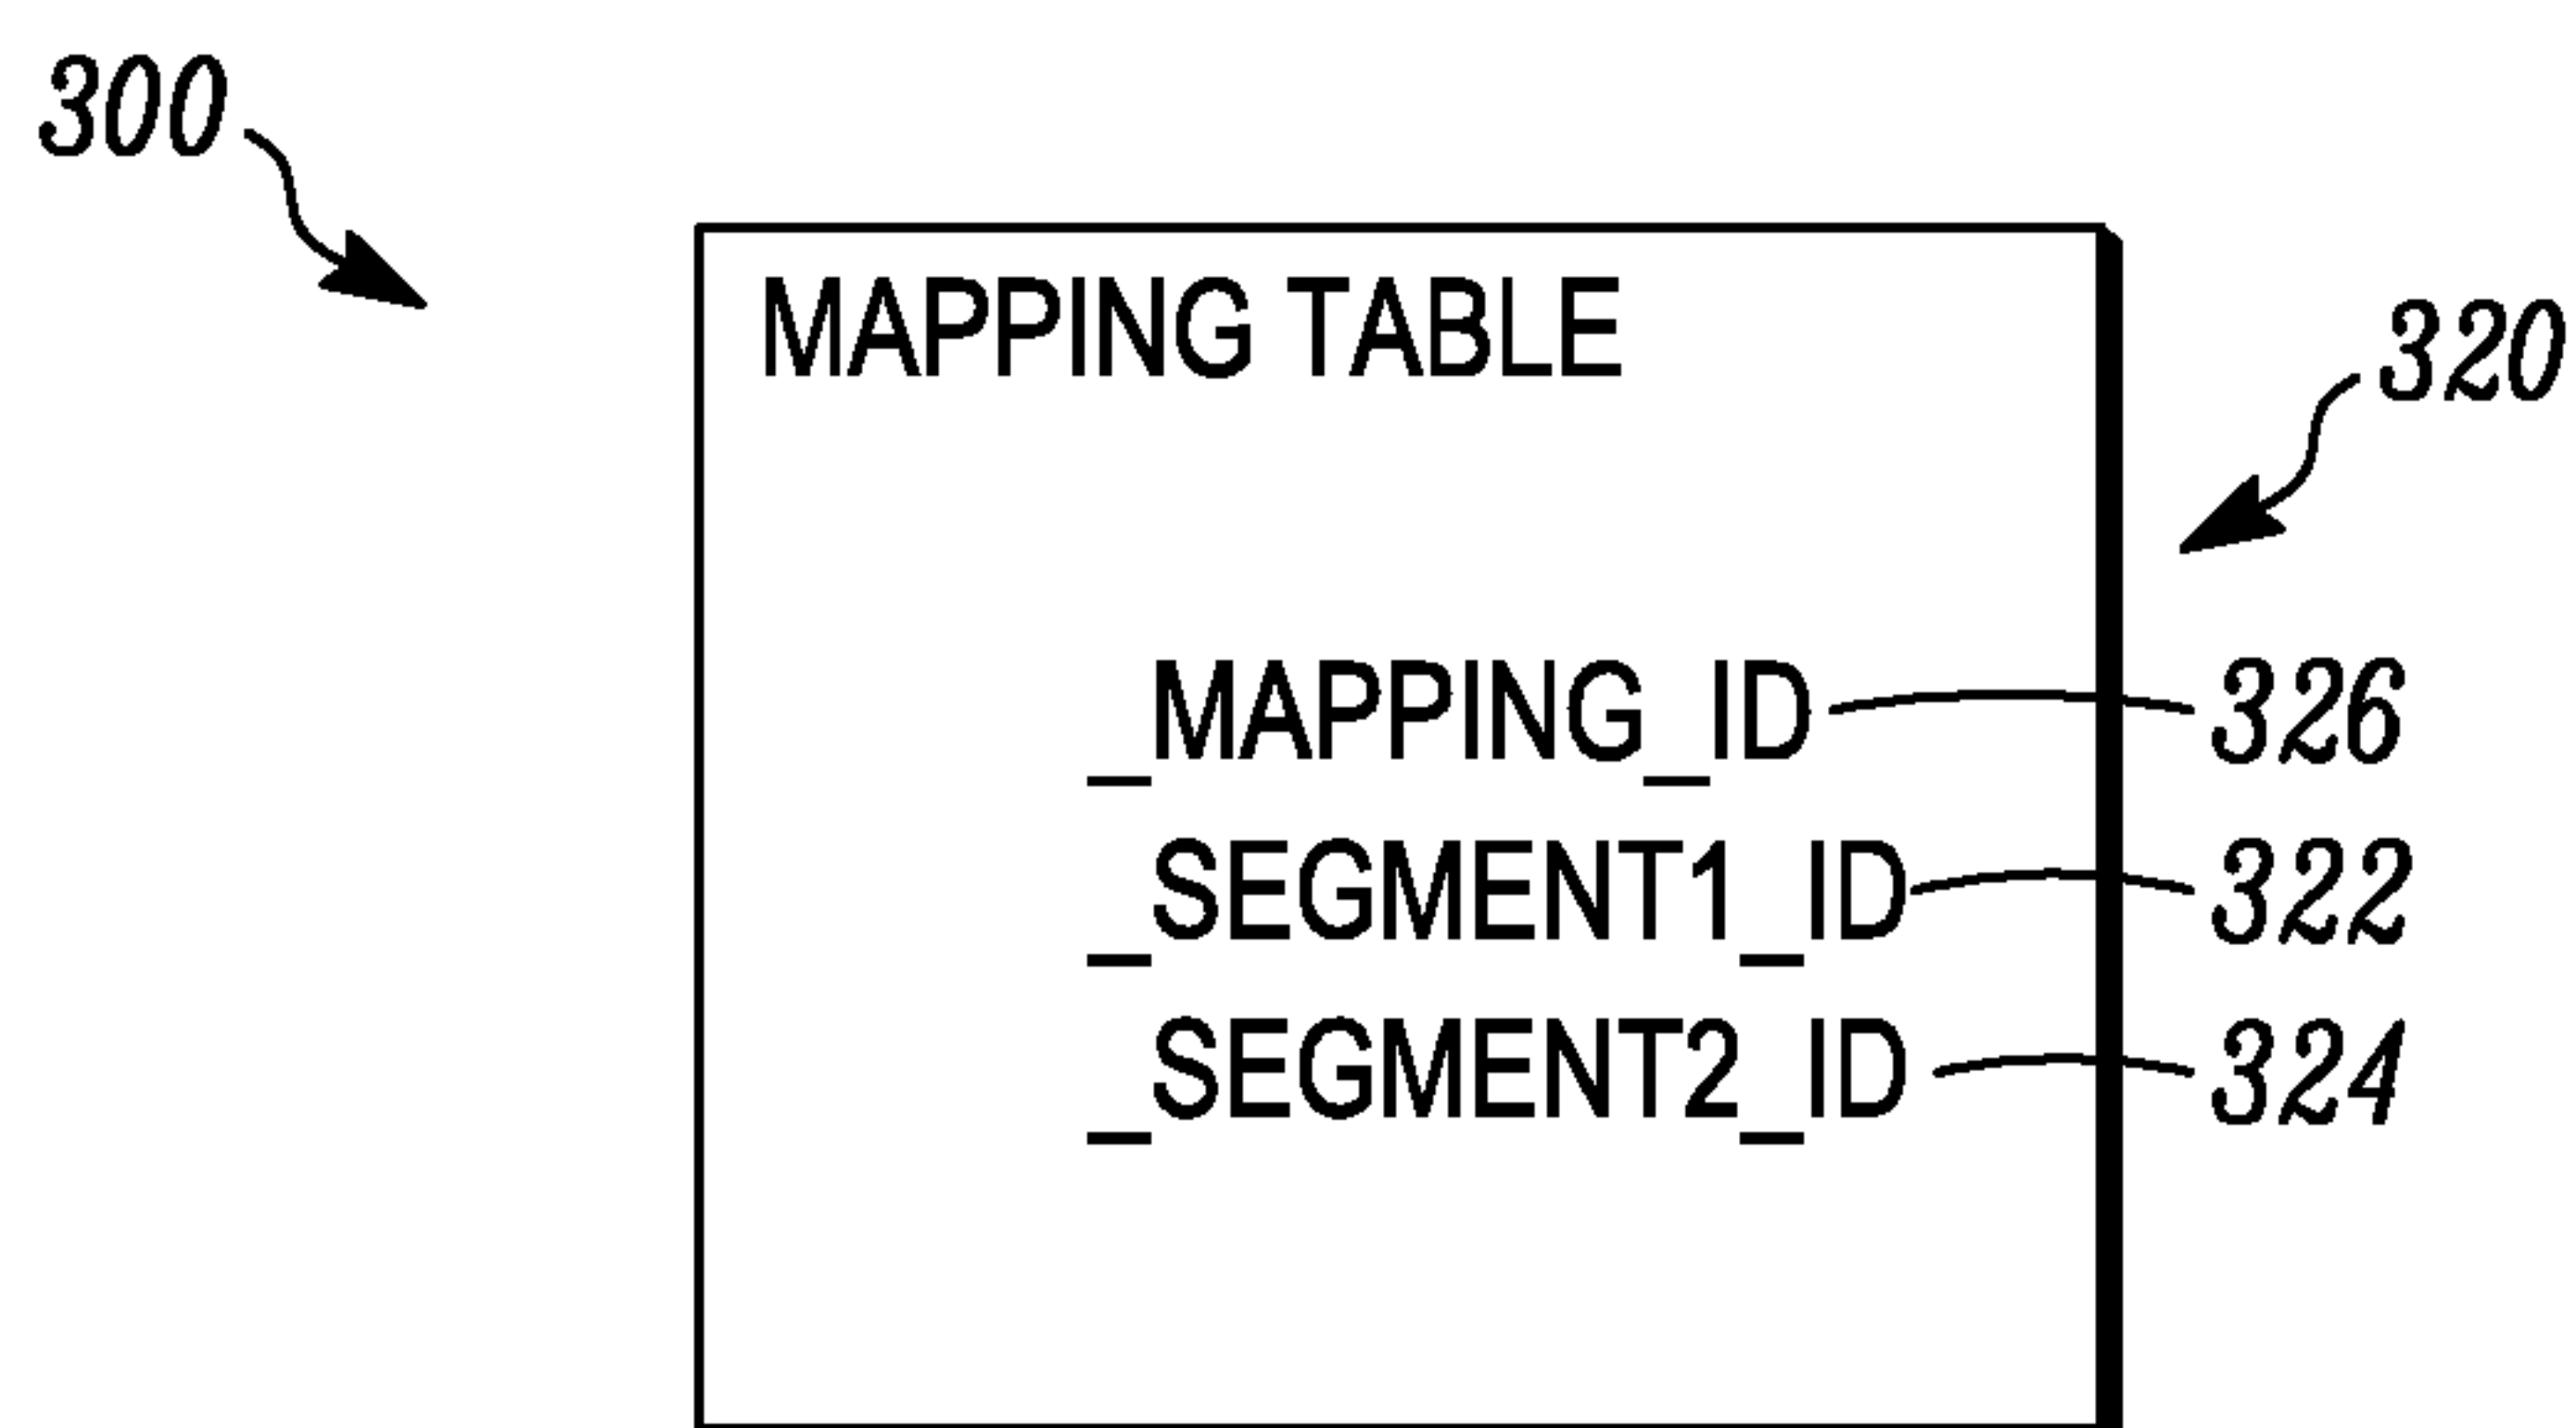 300
MAPPING TABLE
320
_MAPPING_ID 326
_SEGMENT1_ID 322
_SEGMENT2_ID 324